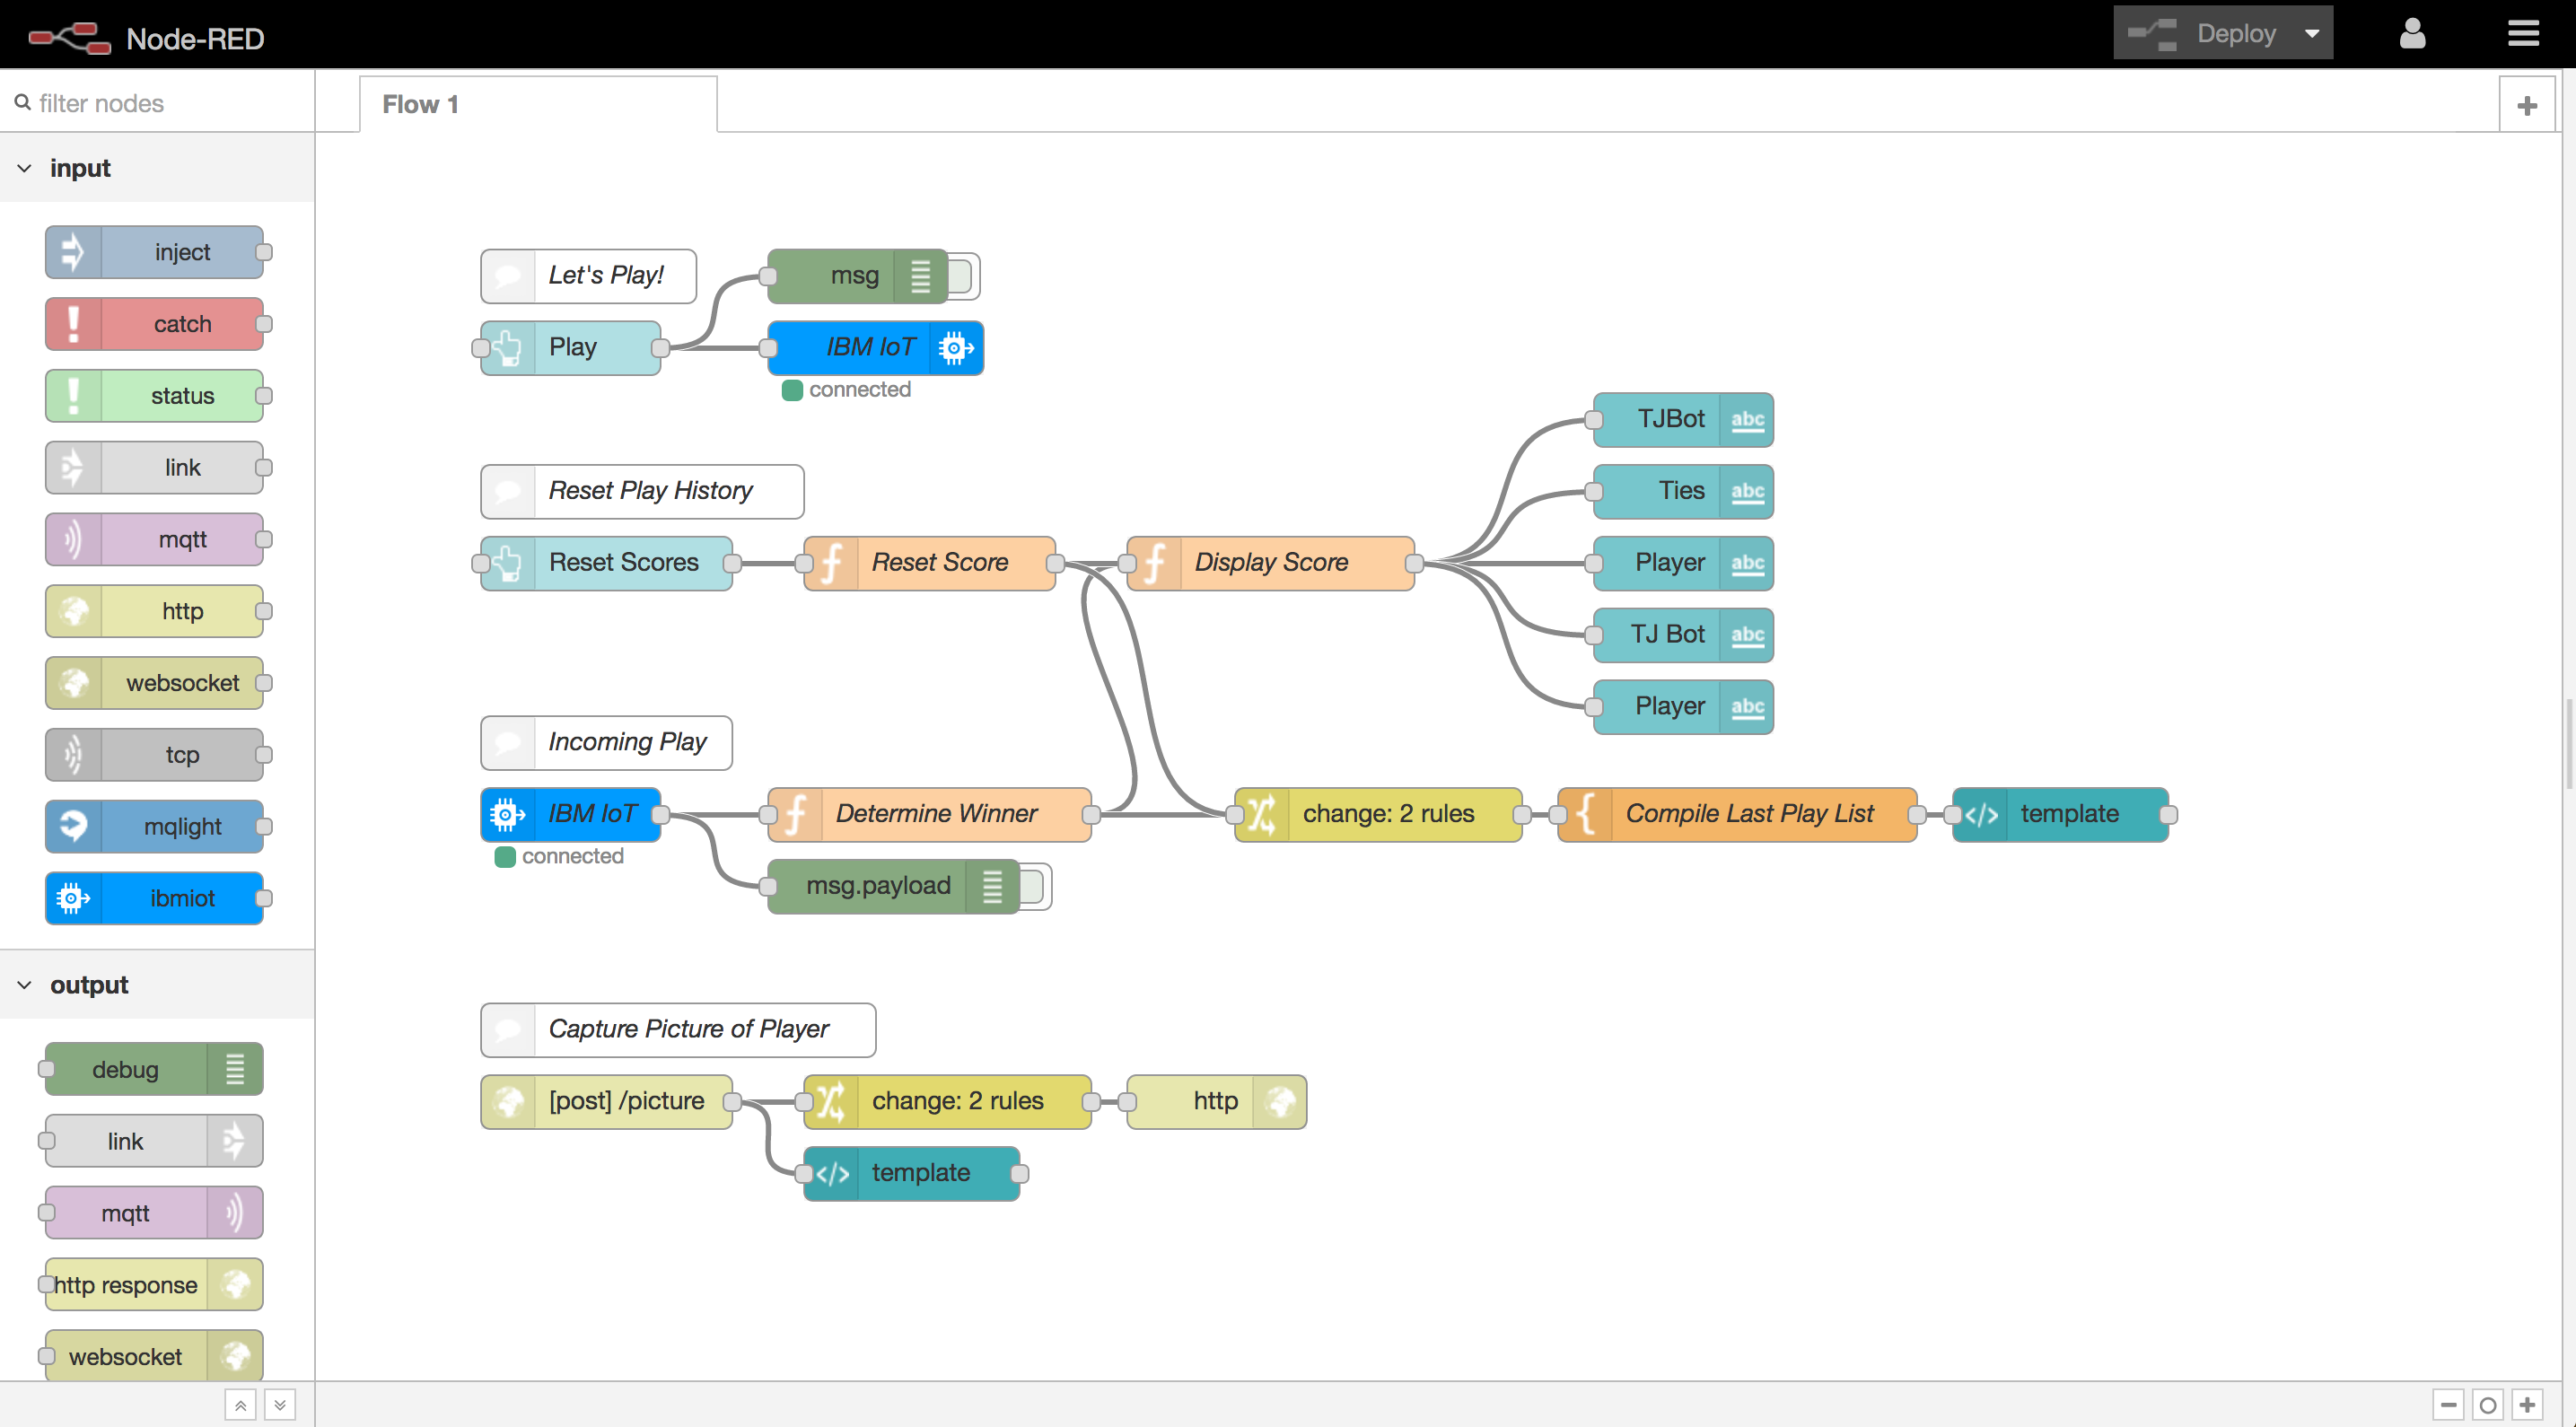 Node-RED
Deploy
filter nodes
Flow 1
input
inject
catch
status
link
mqtt
http
websocket
tcp
mqlight
ibmiot
output
debug
link
mqtt
http response
websocket
Let's Play!
msg
Play
IBM IoT
connected
Reset Play History
Reset Scores
Reset Score
Display Score
TJBot abc
Ties abc
Player abc
TJ Bot abc
Player abc
Incoming Play
IBM IoT
connected
Determine Winner
change: 2 rules
Compile Last Play List
template
msg.payload
Capture Picture of Player
[post] /picture
change: 2 rules
http
template